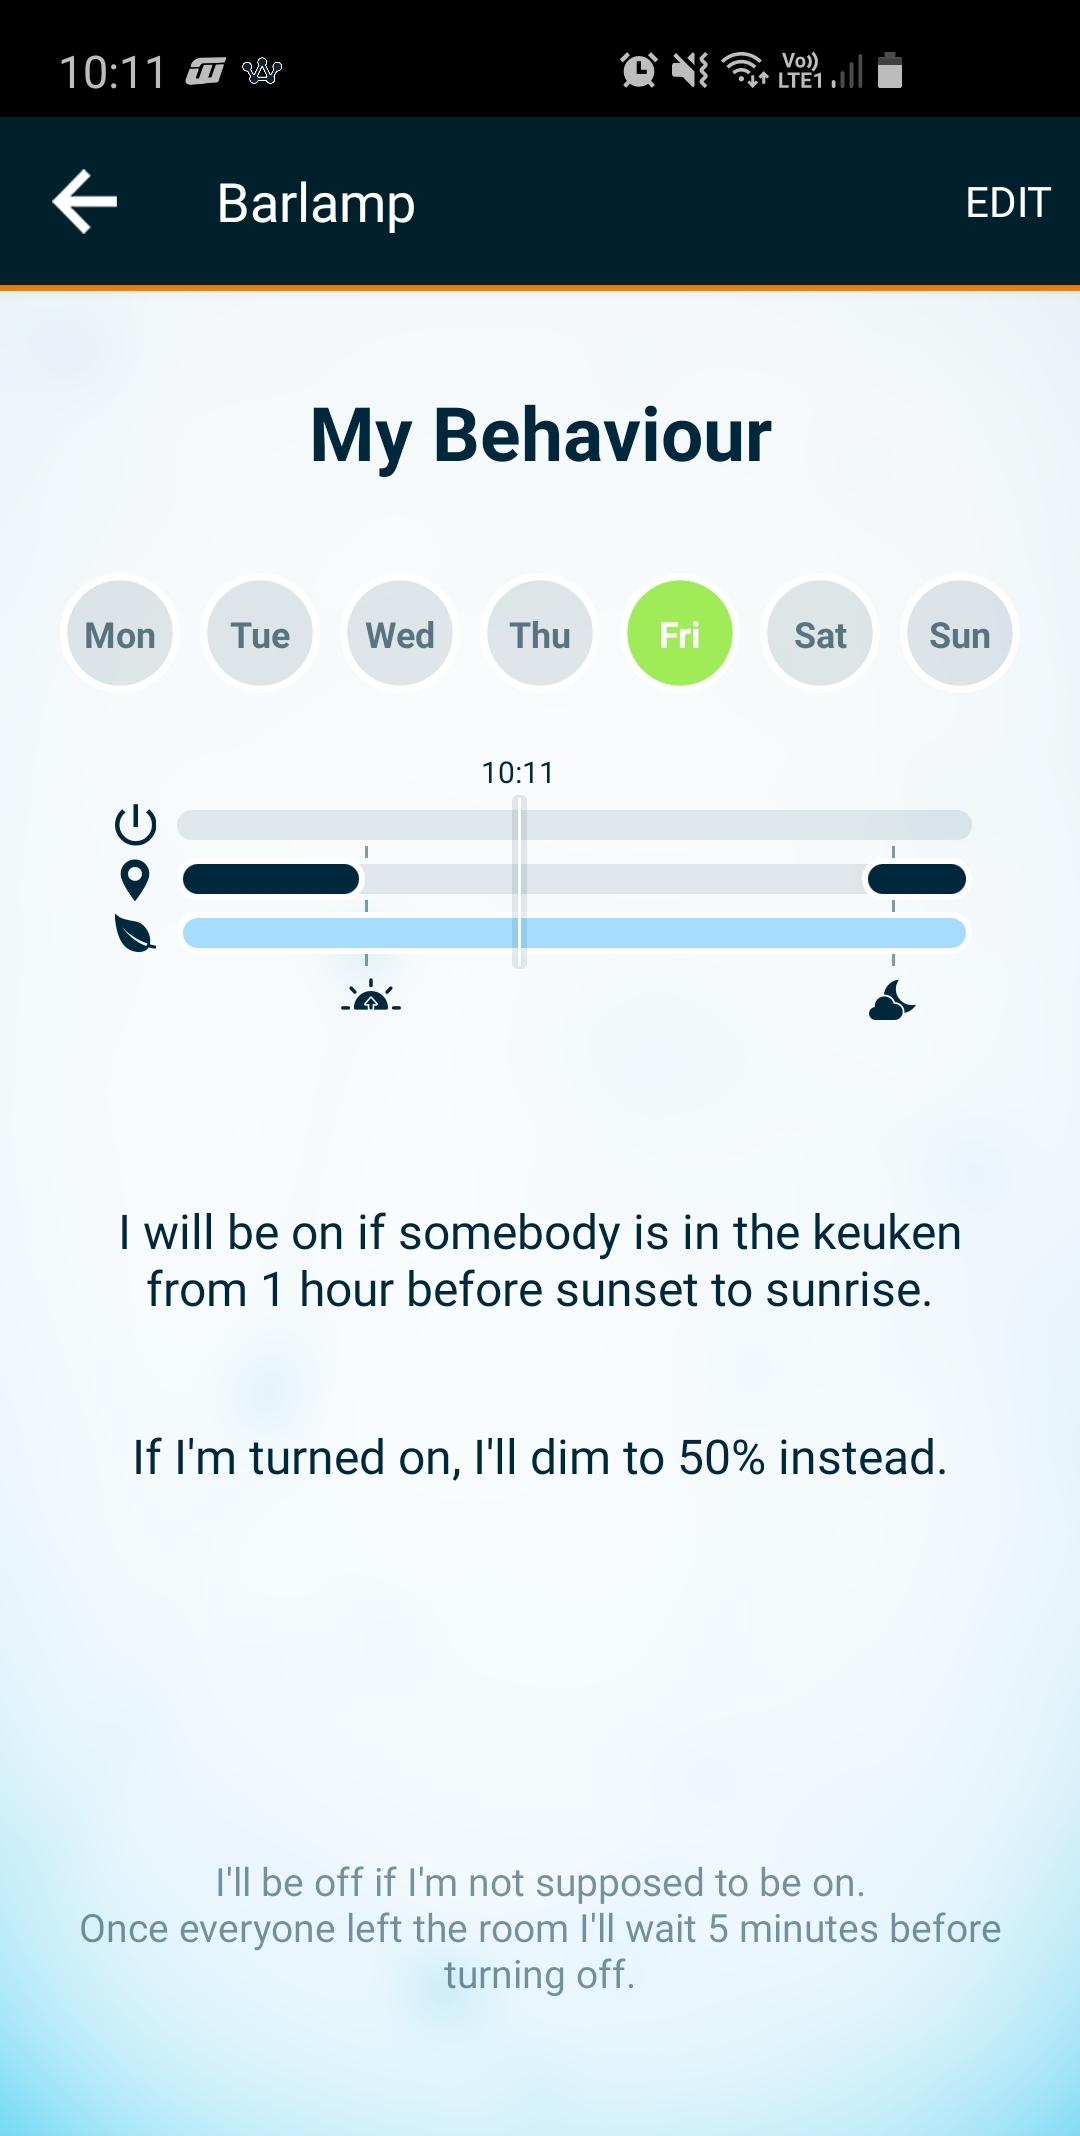 10:11
Vo))
LTE1
Barlamp
EDIT
My Behaviour
Mon Tue Wed Thu Fri Sat Sun
10:11
I will be on if somebody is in the keuken
from 1 hour before sunset to sunrise.
If I'm turned on, I'll dim to 50% instead.
I'll be off if I'm not supposed to be on.
Once everyone left the room I'll wait 5 minutes before
turning off.